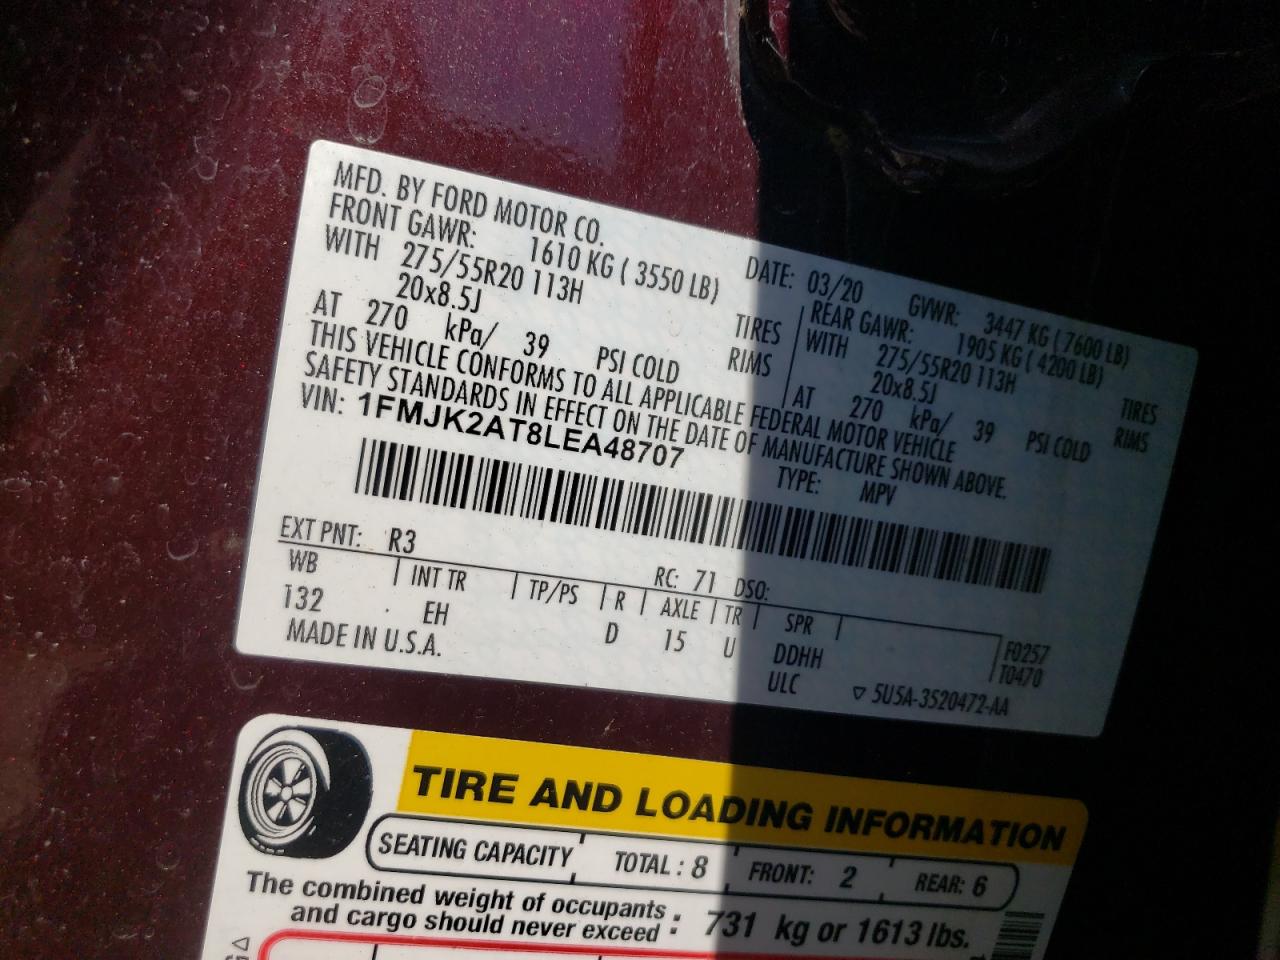 MFD. BY FORD MOTOR CO.
DATE: 03/20 GVWR: 3447 KG ( 7600 LB)
FRONT GAWR: 1610 KG ( 3550 LB) REAR GAWR: 1905 KG ( 4200 LB)
WITH 275/55R20 113H TIRES WITH 275/55R20 113H TIRES
20x8.5J RIMS 20x8.5J RIMS
AT 270 kPa/ 39 PSI COLD AT 270 kPa/ 39 PSI COLD
THIS VEHICLE CONFORMS TO ALL APPLICABLE FEDERAL MOTOR VEHICLE
SAFETY STANDARDS IN EFFECT ON THE DATE OF MANUFACTURE SHOWN ABOVE.
VIN: 1FMJK2AT8LEA48707
TYPE: MPV
EXT PNT: R3 RC: 71 DSO:
WB INT TR TP/PS R AXLE TR SPR F0257
132 EH D 15 U DDHH T0470
MADE IN U.S.A. ULC ▽ 5U5A-3520472-AA
TIRE AND LOADING INFORMATION
SEATING CAPACITY TOTAL : 8 FRONT: 2 REAR: 6
The combined weight of occupants
and cargo should never exceed : 731 kg or 1613 lbs.